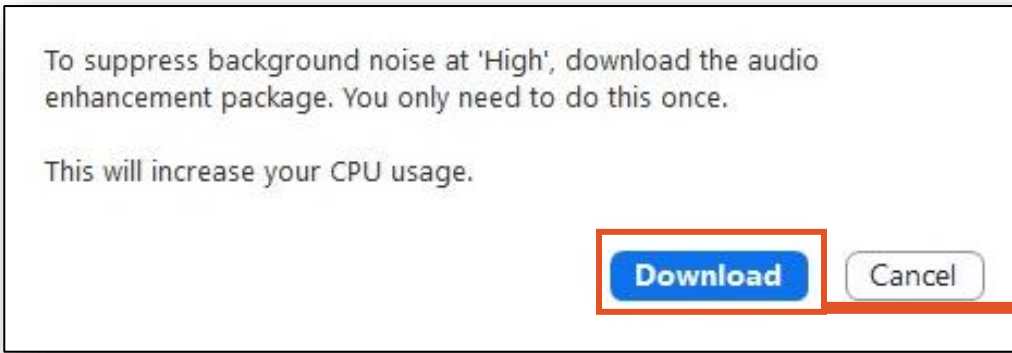 To suppress background noise at 'High', download the audio
enhancement package. You only need to do this once.
This will increase your CPU usage.
Download
Cancel